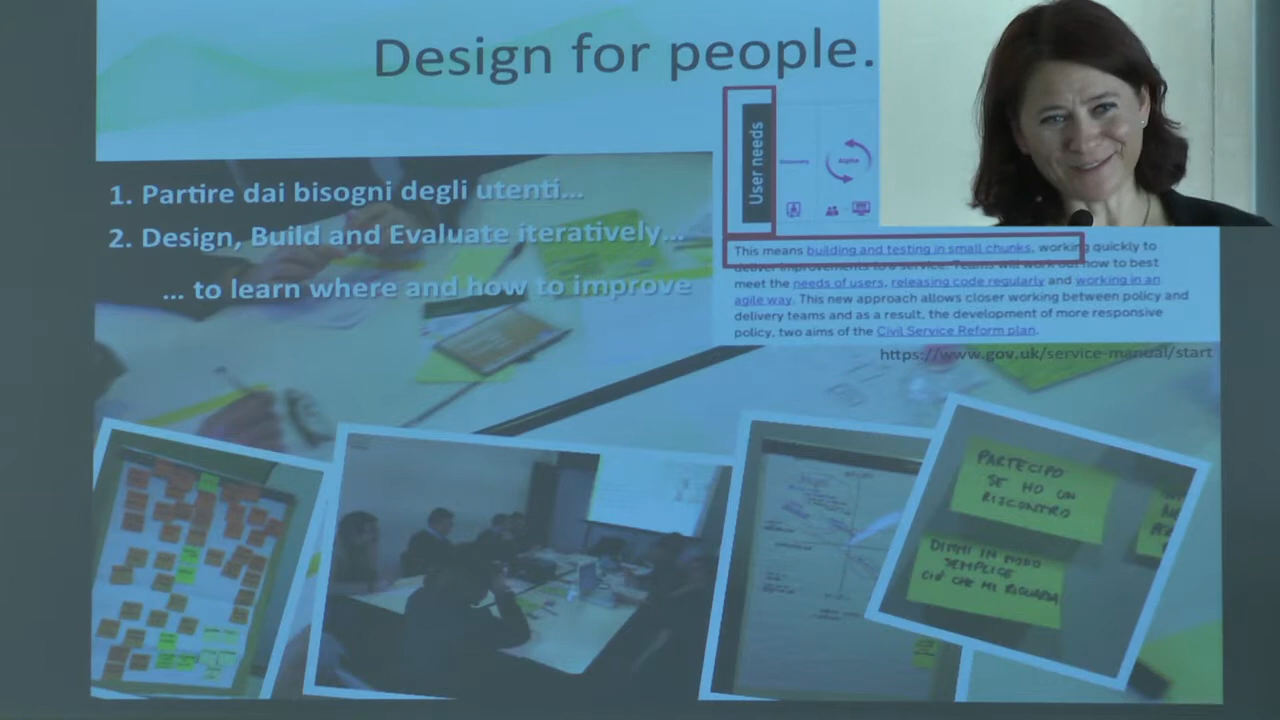 Design for people.
1. Partire dai bisogni degli utenti...
2. Design, Build and Evaluate iteratively...
... to learn where and how to improve
User needs
Discovery
Alpha
This means building and testing in small chunks, working quickly to
deliver improvements to a service. Teams will work out how to best
meet the needs of users, releasing code regularly and working in an
agile way. This new approach allows closer working between policy and
delivery teams and as a result, the development of more responsive
policy, two aims of the Civil Service Reform plan.
https://www.gov.uk/service-manual/start
PARTECIPO
SE HO UN
RISCONTRO
DIMMI IN MODO
SEMPLICE
CIÒ CHE MI RIGUARDA